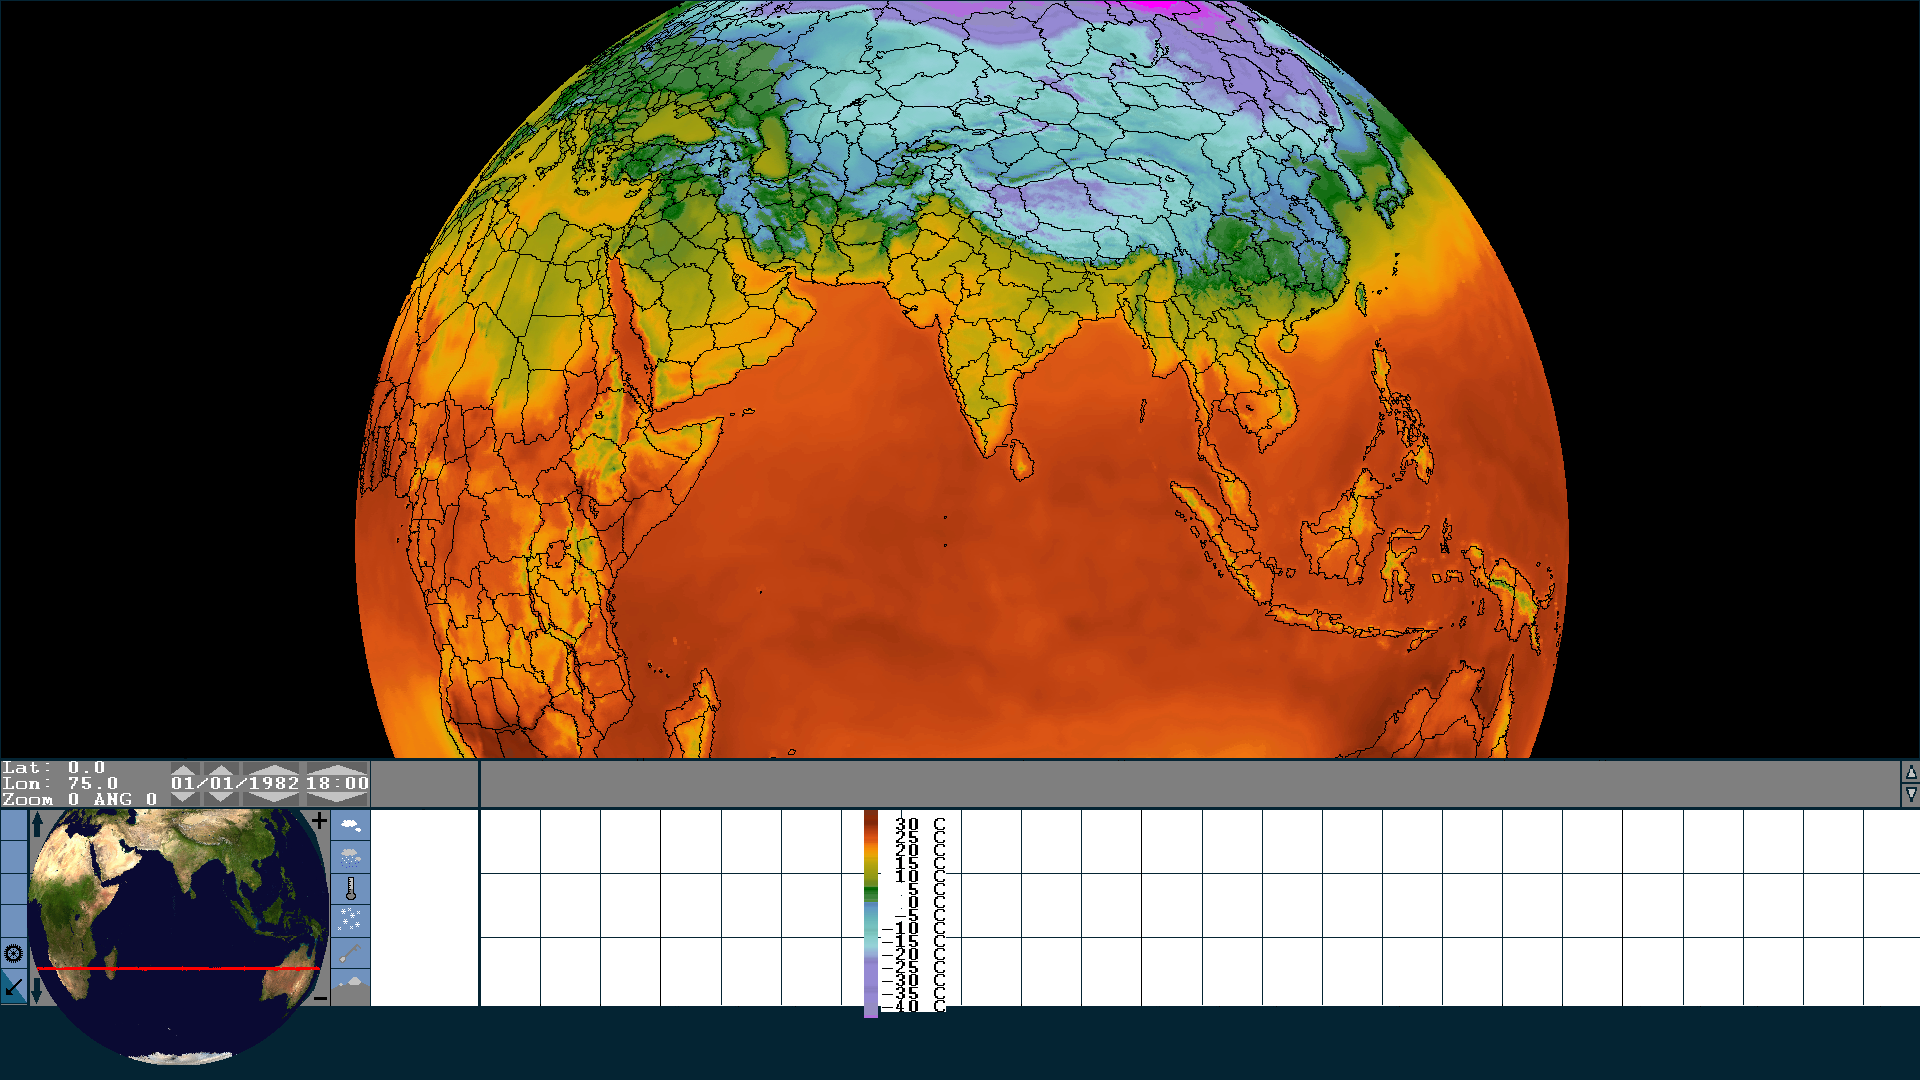 Lat: 0.0
Lon: 75.0
Zoom 0 ANG 0
01/01/1982 18:00
+
−
30 C
25 C
20 C
15 C
10 C
5 C
0 C
−5 C
−10 C
−15 C
−20 C
−25 C
−30 C
−35 C
−40 C